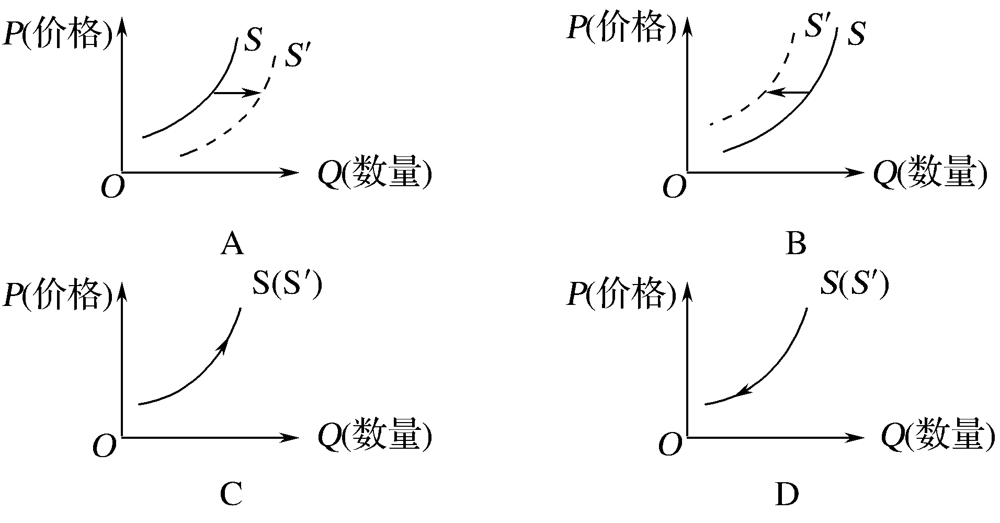 P(价格) S S′
O Q(数量)
A
P(价格) S′ S
O Q(数量)
B
P(价格) S(S′)
O Q(数量)
C
P(价格) S(S′)
O Q(数量)
D